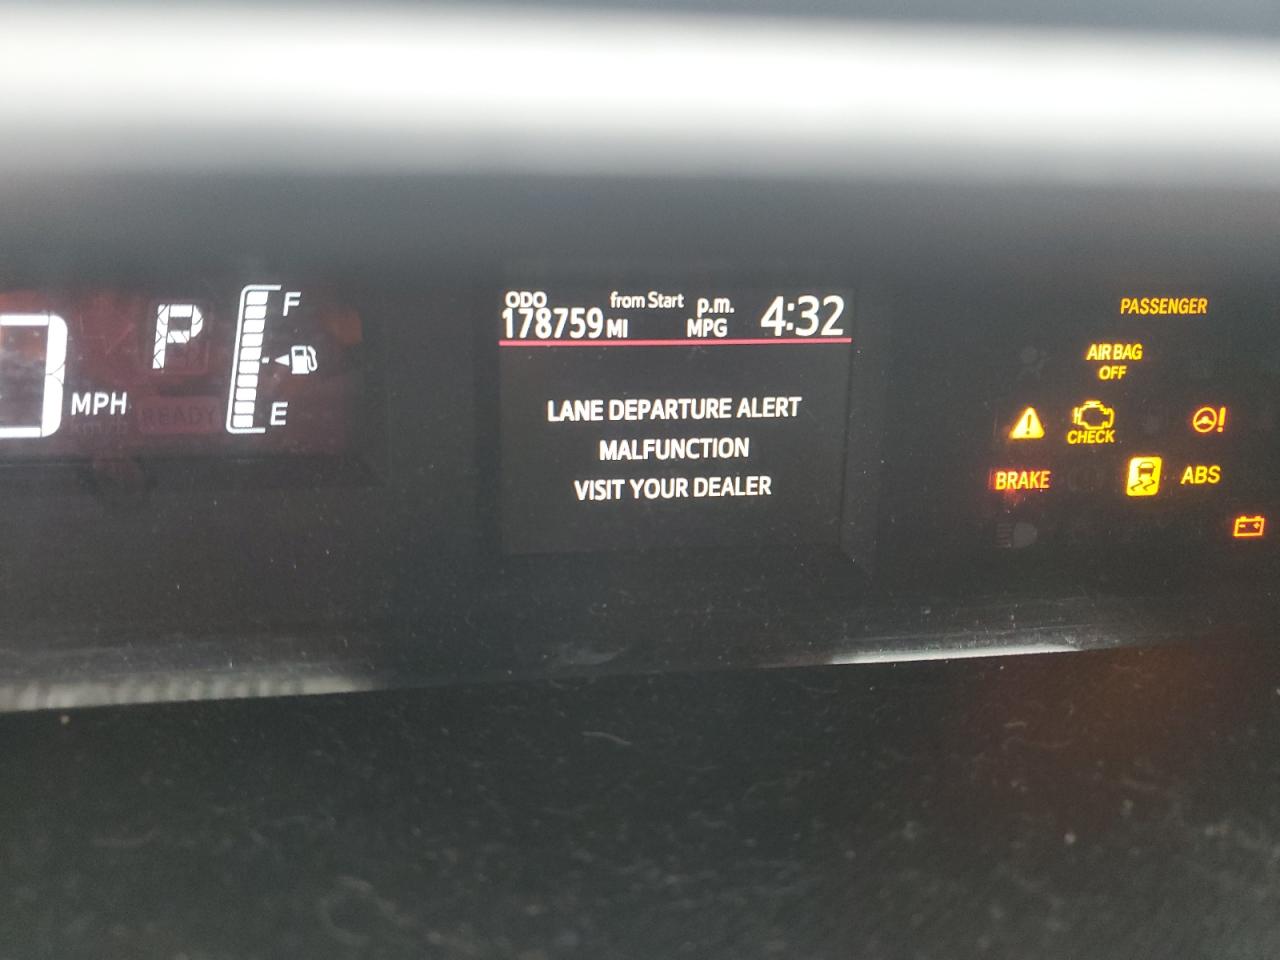 P
F
E
MPH
READY
ODO from Start p.m. 4:32
178759 MI MPG
LANE DEPARTURE ALERT
MALFUNCTION
VISIT YOUR DEALER
PASSENGER
AIR BAG
OFF
CHECK
!
BRAKE
ABS